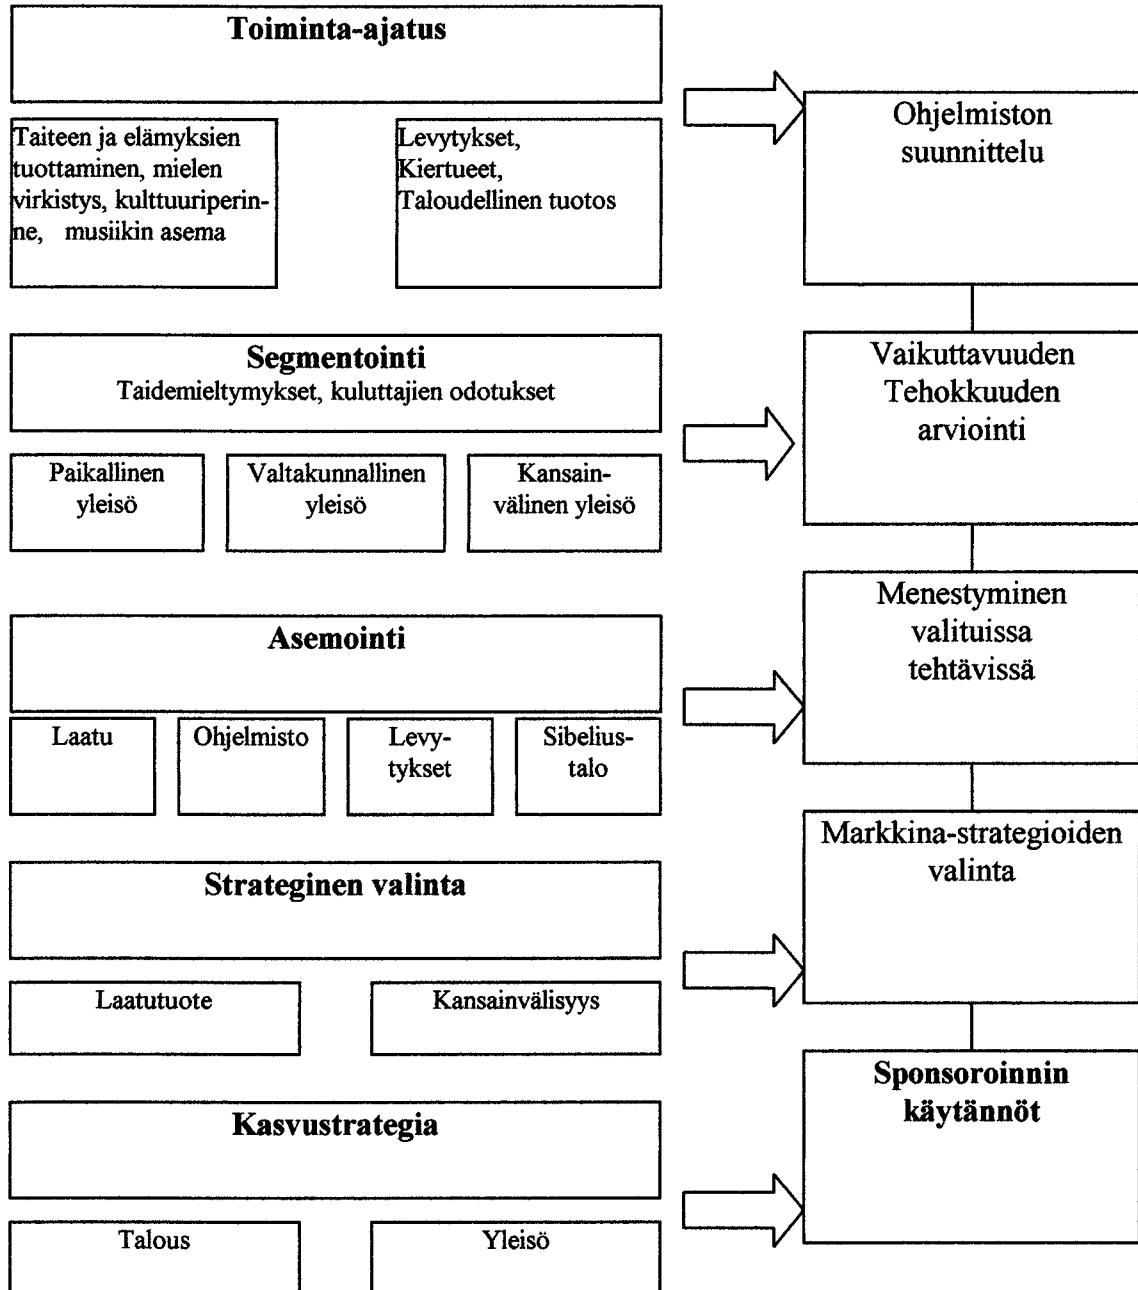 Toiminta-ajatus
Taiteen ja elämyksien
tuottaminen, mielen
virkistys, kulttuuriperin-
ne, musiikin asema
Levytykset,
Kiertueet,
Taloudellinen tuotos
Ohjelmiston
suunnittelu
Segmentointi
Taidemieltymykset, kuluttajien odotukset
Paikallinen
yleisö
Valtakunnallinen
yleisö
Kansain-
välinen yleisö
Vaikuttavuuden
Tehokkuuden
arviointi
Asemointi
Laatu
Ohjelmisto
Levy-
tykset
Sibelius-
talo
Menestyminen
valituissa
tehtävissä
Strateginen valinta
Laatutuote
Kansainvälisyys
Markkina-strategioiden
valinta
Kasvustrategia
Talous
Yleisö
Sponsoroinnin
käytännöt